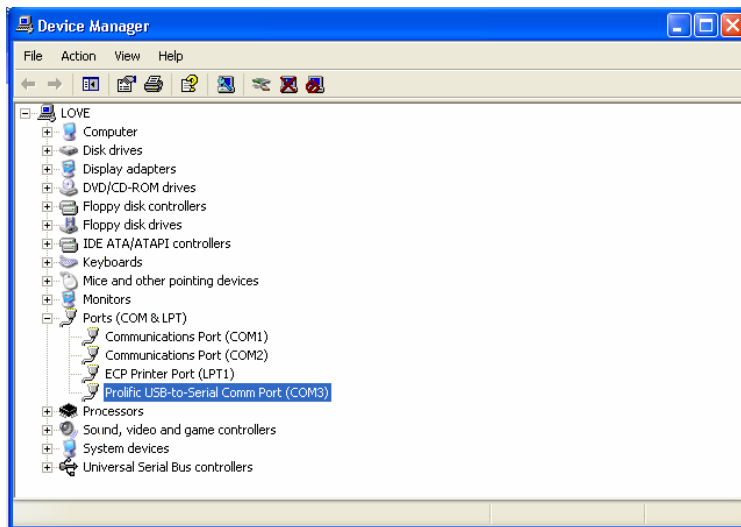 Device Manager
File Action View Help
LOVE
Computer
Disk drives
Display adapters
DVD/CD-ROM drives
Floppy disk controllers
Floppy disk drives
IDE ATA/ATAPI controllers
Keyboards
Mice and other pointing devices
Monitors
Ports (COM & LPT)
Communications Port (COM1)
Communications Port (COM2)
ECP Printer Port (LPT1)
Prolific USB-to-Serial Comm Port (COM3)
Processors
Sound, video and game controllers
System devices
Universal Serial Bus controllers